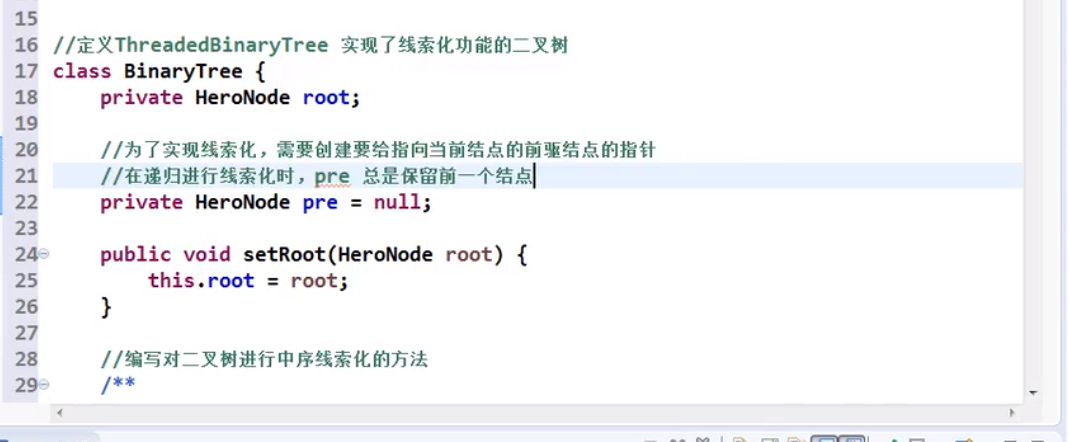 15
16 //定义ThreadedBinaryTree 实现了线索化功能的二叉树
17 class BinaryTree {
18 private HeroNode root;
19
20 //为了实现线索化，需要创建要给指向当前结点的前驱结点的指针
21 //在递归进行线索化时，pre 总是保留前一个结点
22 private HeroNode pre = null;
23
24 public void setRoot(HeroNode root) {
25 this.root = root;
26 }
27
28 //编写对二叉树进行中序线索化的方法
29 /**